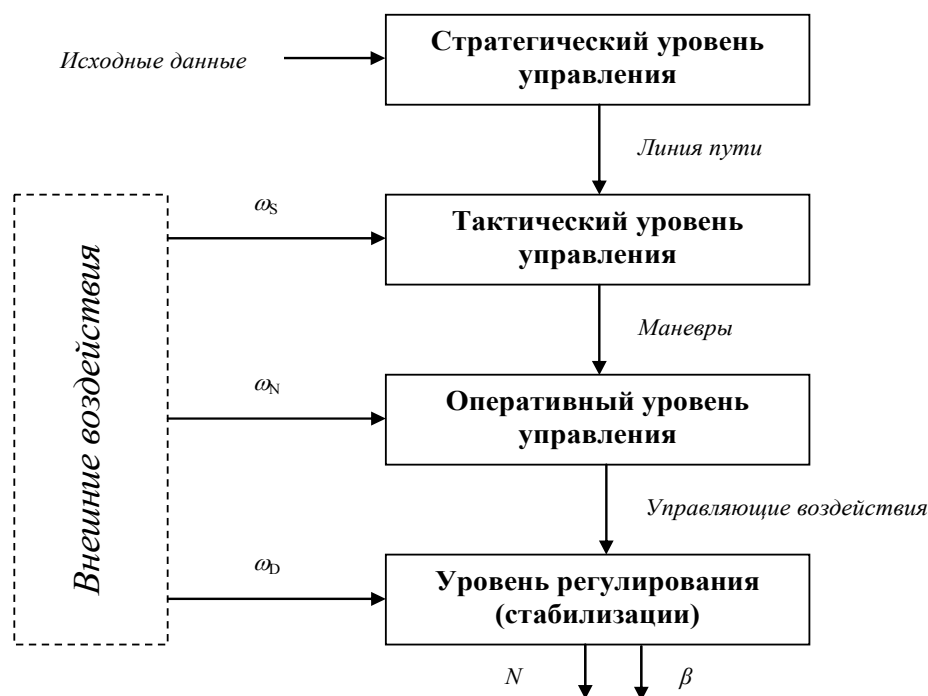 Стратегический уровень
управления
Исходные данные
Линия пути
ωS
Тактический уровень
управления
Внешние воздействия
Маневры
ωN
Оперативный уровень
управления
Управляющие воздействия
ωD
Уровень регулирования
(стабилизации)
N
β